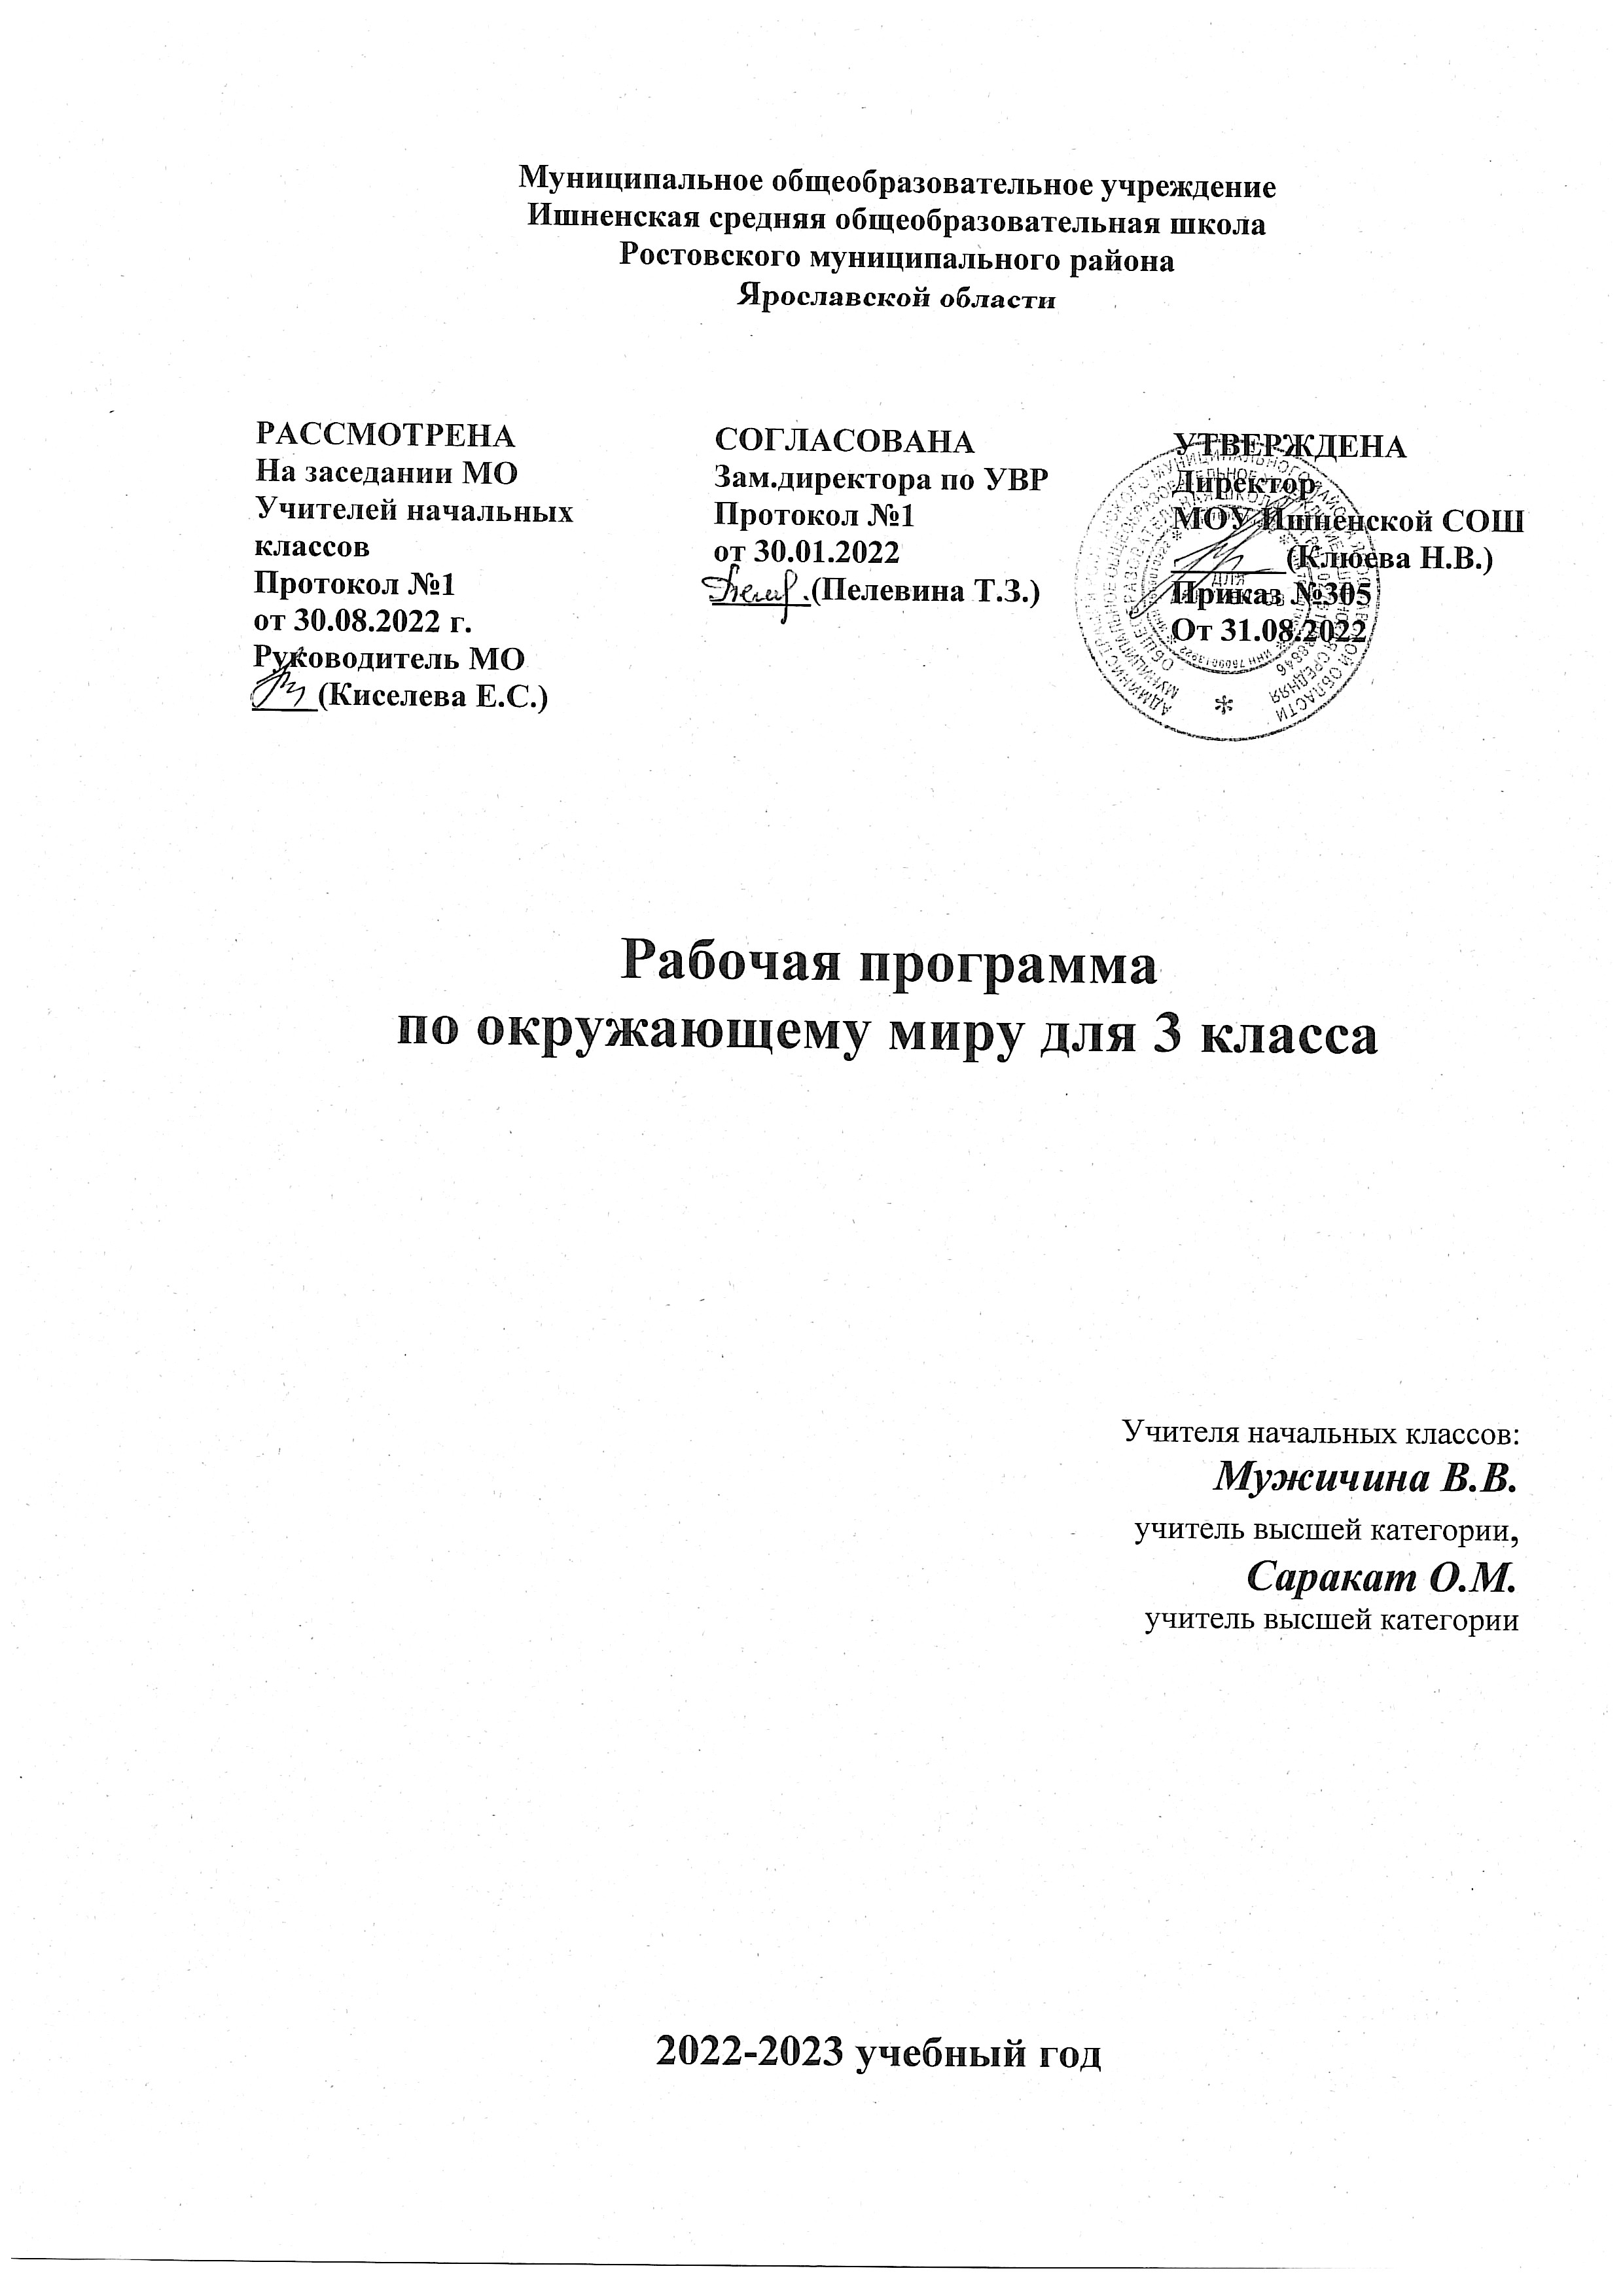 Муниципальное общеобразовательное учреждение
Ишненская средняя общеобразовательная школа
Ростовского муниципального района
Ярославской области
РАССМОТРЕНА
На заседании МО
Учителей начальных
классов
Протокол №1
от 30.08.2022 г.
Руководитель МО
(Киселева Е.С.)
СОГЛАСОВАНА
Зам.директора по УВР
Протокол №1
от 30.01.2022
(Пелевина Т.З.)
УТВЕРЖДЕНА
Директор
МОУ Ишненской СОШ
(Клюева Н.В.)
Приказ №305
От 31.08.2022
Рабочая программа
по окружающему миру для 3 класса
Учителя начальных классов:
Мужичина В.В.
учитель высшей категории,
Саракат О.М.
учитель высшей категории
2022-2023 учебный год